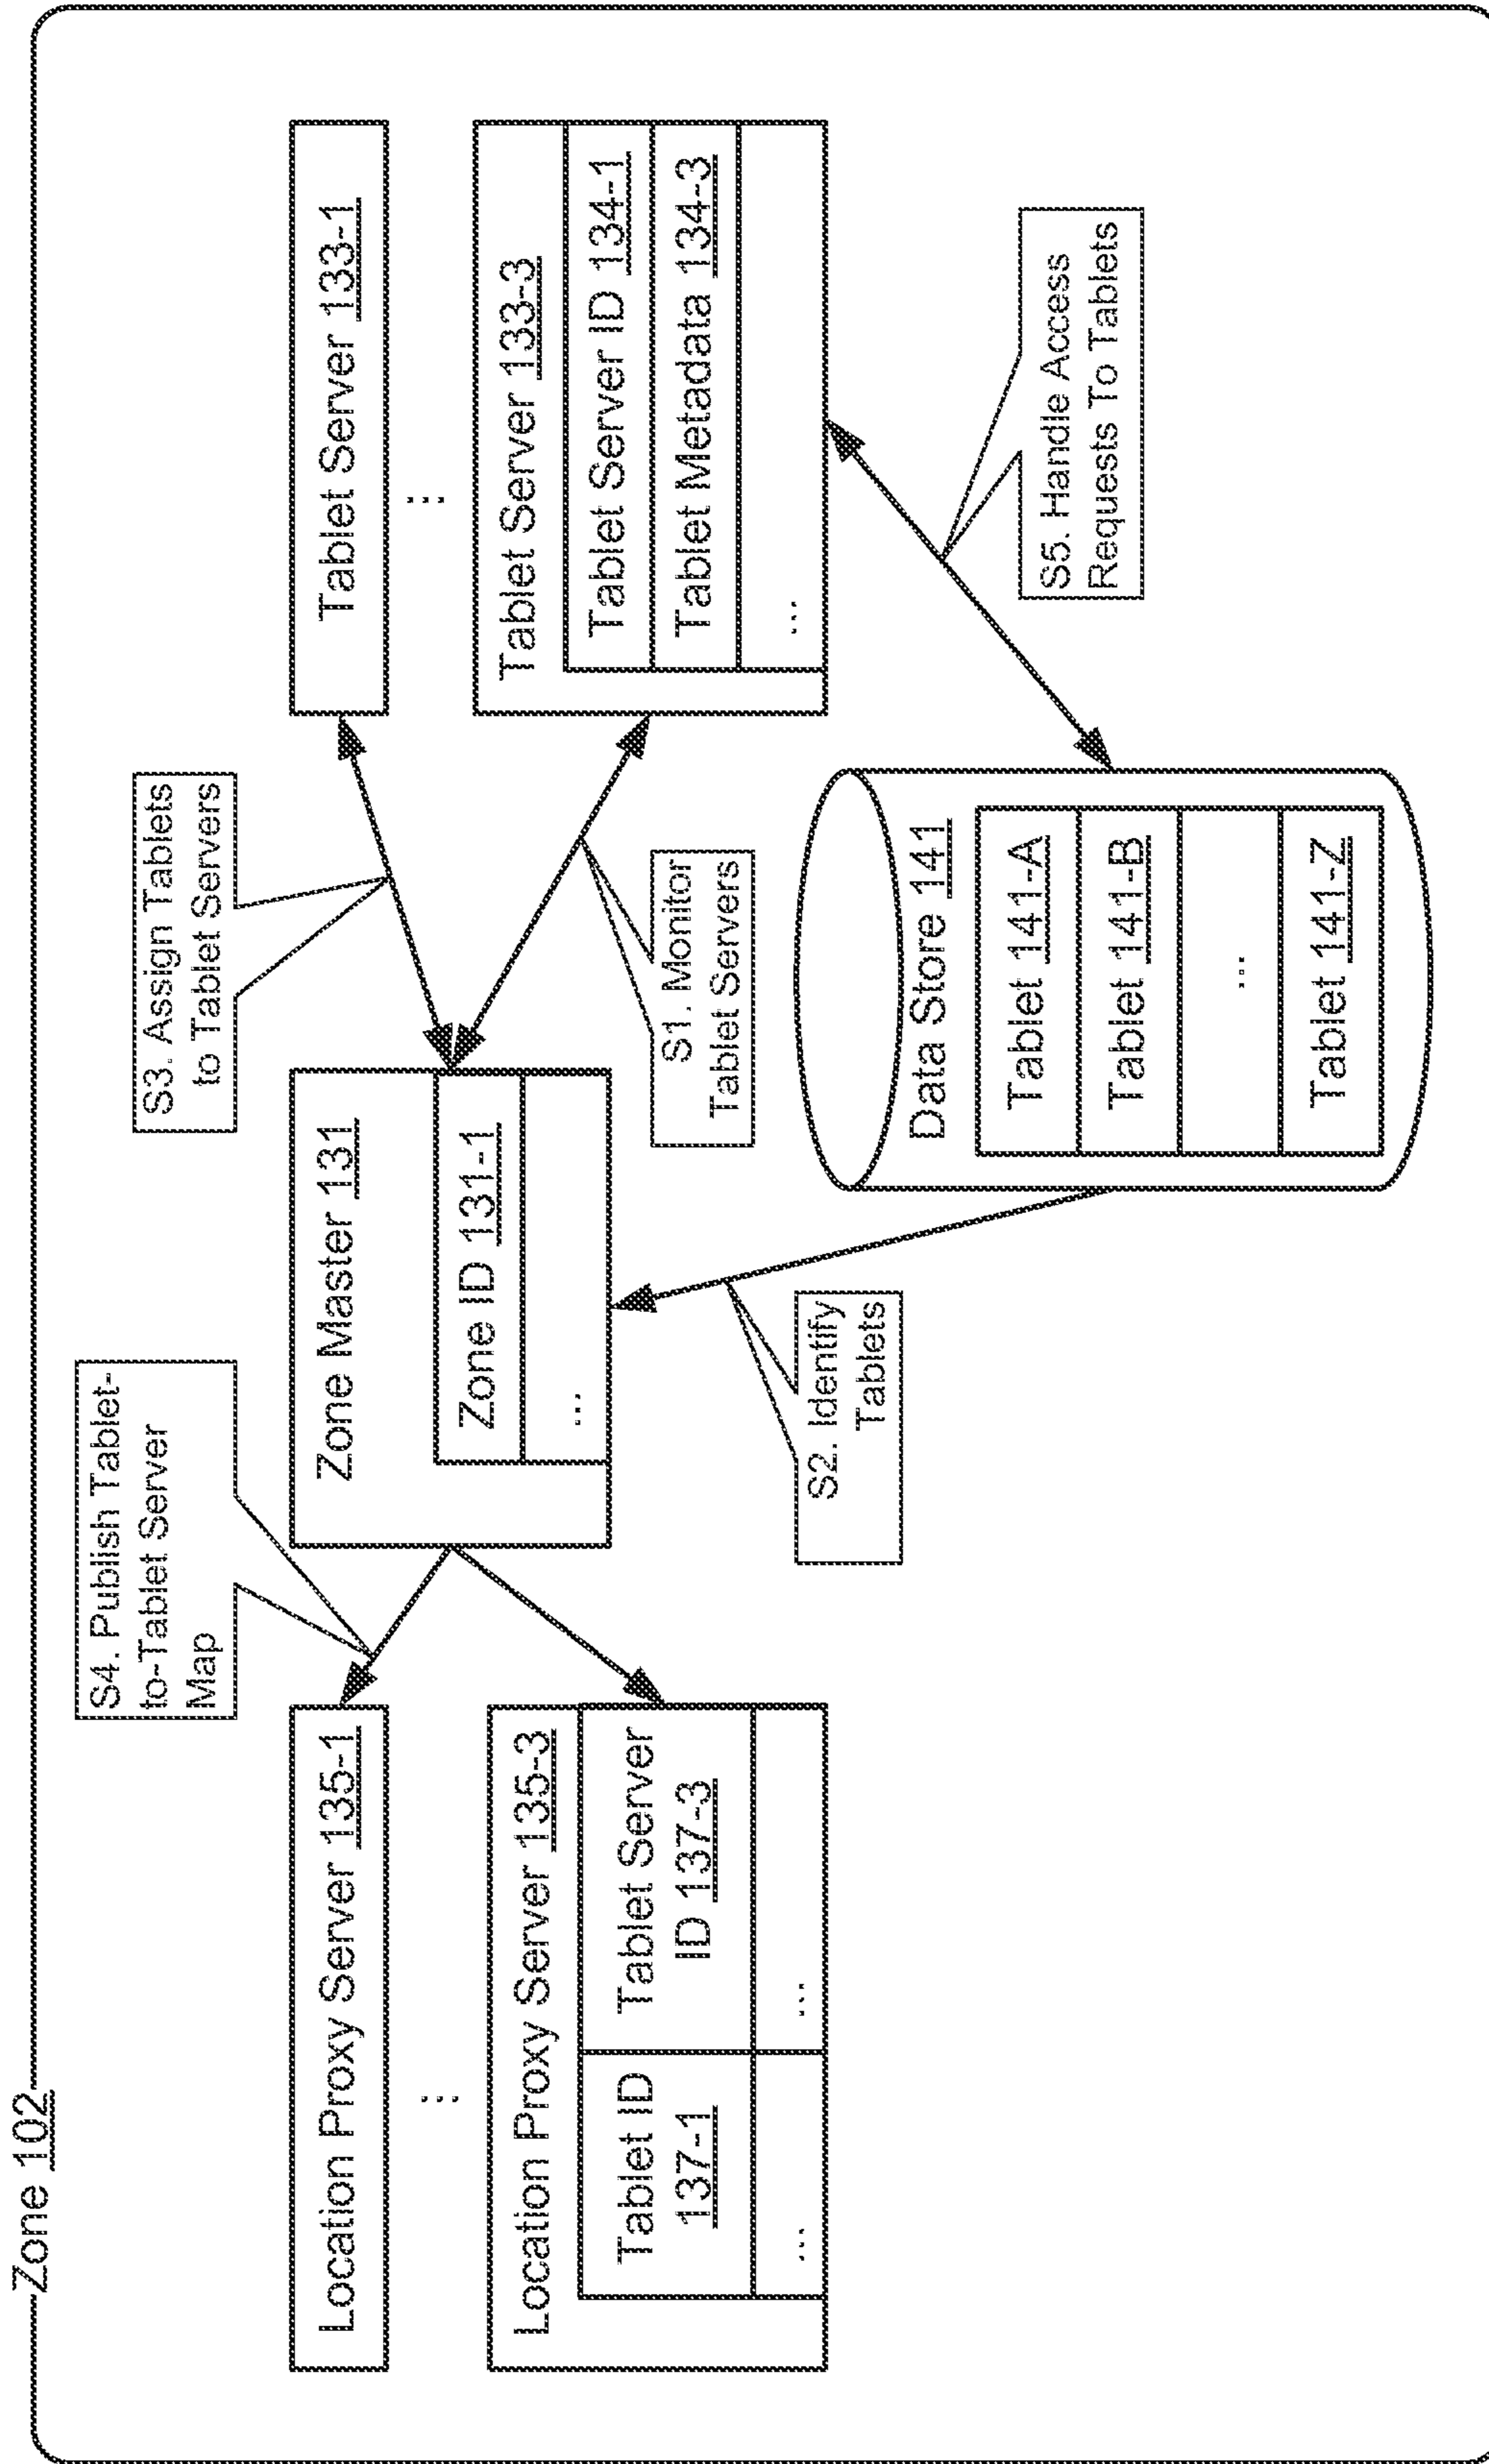 Zone 102
S4. Publish Tablet-
to-Tablet Server
Map
S3. Assign Tablets
to Tablet Servers
Location Proxy Server 135-1
Zone Master 131
Tablet Server 133-1
⋮
Zone ID 131-1
...
⋮
Location Proxy Server 135-3
Tablet ID
137-1
Tablet Server
ID 137-3
...
...
Tablet Server 133-3
Tablet Server ID 134-1
Tablet Metadata 134-3
...
S1. Monitor
Tablet Servers
S2. Identify
Tablets
Data Store 141
Tablet 141-A
Tablet 141-B
...
Tablet 141-Z
S5. Handle Access
Requests To Tablets